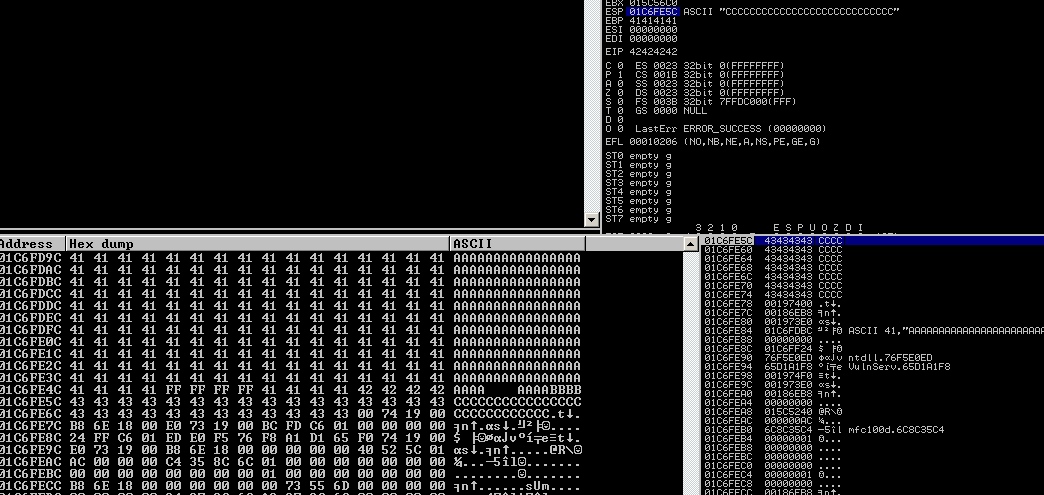 EBX 015C56C0
ESP 01C6FE5C ASCII "CCCCCCCCCCCCCCCCCCCCCCCCCCCC"
EBP 41414141
ESI 00000000
EDI 00000000
EIP 42424242
C 0 ES 0023 32bit 0(FFFFFFFF)
P 1 CS 001B 32bit 0(FFFFFFFF)
A 0 SS 0023 32bit 0(FFFFFFFF)
Z 0 DS 0023 32bit 0(FFFFFFFF)
S 0 FS 003B 32bit 7FFDC000(FFF)
T 0 GS 0000 NULL
D 0
O 0 LastErr ERROR_SUCCESS (00000000)
EFL 00010206 (NO,NB,NE,A,NS,PE,GE,G)
ST0 empty g
ST1 empty g
ST2 empty g
ST3 empty g
ST4 empty g
ST5 empty g
ST6 empty g
ST7 empty g
3 2 1 0 E S P U O Z D I
Address Hex dump ASCII
01C6FD9C 41 41 41 41 41 41 41 41 41 41 41 41 41 41 41 41 AAAAAAAAAAAAAAAA
01C6FDAC 41 41 41 41 41 41 41 41 41 41 41 41 41 41 41 41 AAAAAAAAAAAAAAAA
01C6FDBC 41 41 41 41 41 41 41 41 41 41 41 41 41 41 41 41 AAAAAAAAAAAAAAAA
01C6FDCC 41 41 41 41 41 41 41 41 41 41 41 41 41 41 41 41 AAAAAAAAAAAAAAAA
01C6FDDC 41 41 41 41 41 41 41 41 41 41 41 41 41 41 41 41 AAAAAAAAAAAAAAAA
01C6FDEC 41 41 41 41 41 41 41 41 41 41 41 41 41 41 41 41 AAAAAAAAAAAAAAAA
01C6FDFC 41 41 41 41 41 41 41 41 41 41 41 41 41 41 41 41 AAAAAAAAAAAAAAAA
01C6FE0C 41 41 41 41 41 41 41 41 41 41 41 41 41 41 41 41 AAAAAAAAAAAAAAAA
01C6FE1C 41 41 41 41 41 41 41 41 41 41 41 41 41 41 41 41 AAAAAAAAAAAAAAAA
01C6FE2C 41 41 41 41 41 41 41 41 41 41 41 41 41 41 41 41 AAAAAAAAAAAAAAAA
01C6FE3C 41 41 41 41 41 41 41 41 41 41 41 41 41 41 41 41 AAAAAAAAAAAAAAAA
01C6FE4C 41 41 41 41 FF FF FF FF 41 41 41 41 42 42 42 42 AAAA    AAAABBBB
01C6FE5C 43 43 43 43 43 43 43 43 43 43 43 43 43 43 43 43 CCCCCCCCCCCCCCCC
01C6FE6C 43 43 43 43 43 43 43 43 43 43 43 43 00 74 19 00 CCCCCCCCCCCC.t↓.
01C6FE7C B8 6E 18 00 E0 73 19 00 BC FD C6 01 00 00 00 00
01C6FE8C 24 FF C6 01 ED E0 F5 76 F8 A1 D1 65 F0 74 19 00
01C6FE9C E0 73 19 00 B8 6E 18 00 00 00 00 00 40 52 5C 01
01C6FEAC AC 00 00 00 C4 35 8C 6C 01 00 00 00 00 00 00 00
01C6FEBC 00 00 00 00 01 00 00 00 00 00 00 00 00 00 00 00
01C6FECC B8 6E 18 00 00 00 00 00 73 55 6D 00 00 00 00 00
01C6FE5C 43434343 CCCC
01C6FE60 43434343 CCCC
01C6FE64 43434343 CCCC
01C6FE68 43434343 CCCC
01C6FE6C 43434343 CCCC
01C6FE70 43434343 CCCC
01C6FE74 43434343 CCCC
01C6FE78 00197400 .t↓.
01C6FE7C 00186EB8
01C6FE80 001973E0 αs↓.
01C6FE84 01C6FDBC ASCII 41,"AAAAAAAAAAAAAAAAAAAAAAA
01C6FE88 00000000 ....
01C6FE8C 01C6FF24
01C6FE90 76F5E0ED ntdll.76F5E0ED
01C6FE94 65D1A1F8 VulnServ.65D1A1F8
01C6FE98 001974F0 ≡t↓.
01C6FE9C 001973E0 αs↓.
01C6FEA0 00186EB8
01C6FEA4 00000000 ....
01C6FEA8 015C5240
01C6FEAC 000000AC ¼...
01C6FEB0 6C8C35C4 mfc100d.6C8C35C4
01C6FEB4 00000001
01C6FEB8 00000000 ....
01C6FEBC 00000000 ....
01C6FEC0 00000001
01C6FEC4 00000000 ....
01C6FEC8 00000000 ....
01C6FECC 00186EB8